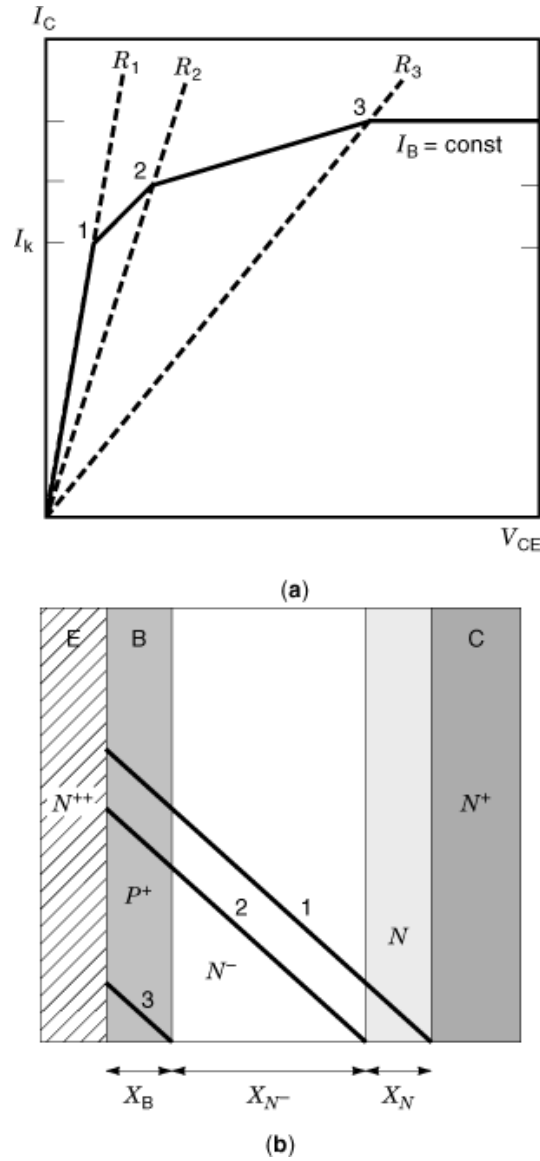 I_C
R_1
R_2
R_3
3
I_B = const
2
1
I_k
V_CE
(a)
E B C
N^{++} N^+
P^+
2 1
N
N^-
3
X_B X_{N^-} X_N
(b)